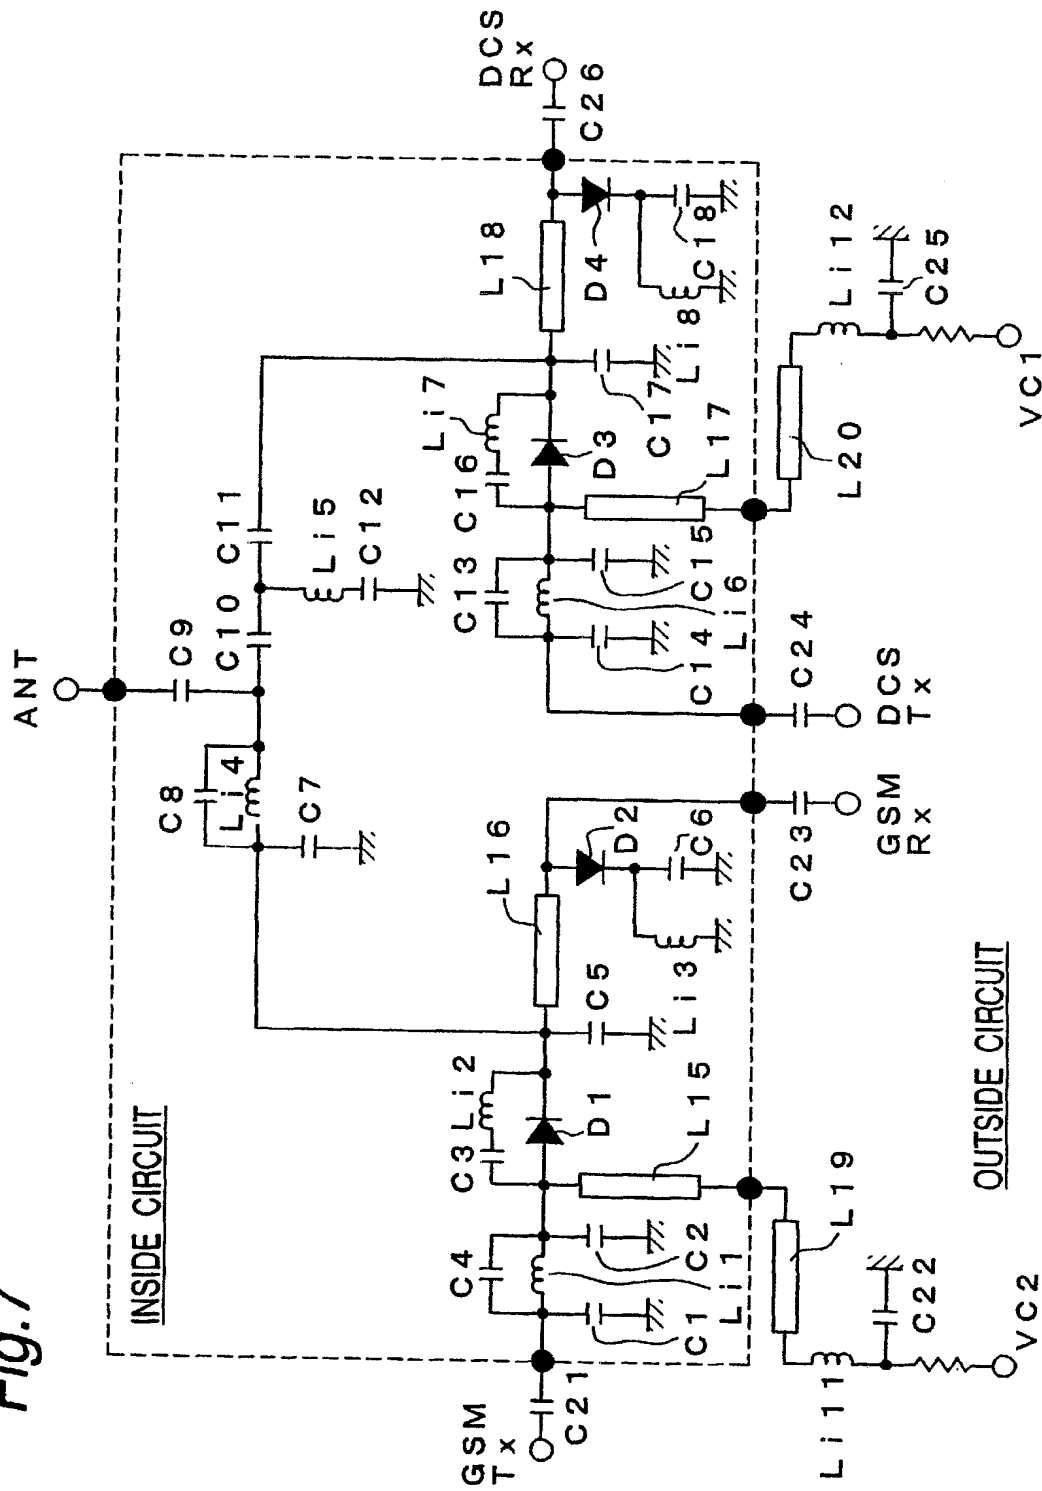 Fig.7
INSIDE CIRCUIT
OUTSIDE CIRCUIT
ANT
C9
C8
Li4
C7
C10
C11
Li5
C12
GSM
Tx
C21
C4
C1
Li1
C2
C3
Li2
D1
L15
C5
L16
D2
Li3
C6
C23
GSM
Rx
C24
DCS
Tx
C13
C14
Li6
C15
C16
Li7
D3
L17
C17
L18
D4
Li8
C18
C26
DCS
Rx
L19
Li11
C22
VC2
L20
Li12
C25
VC1